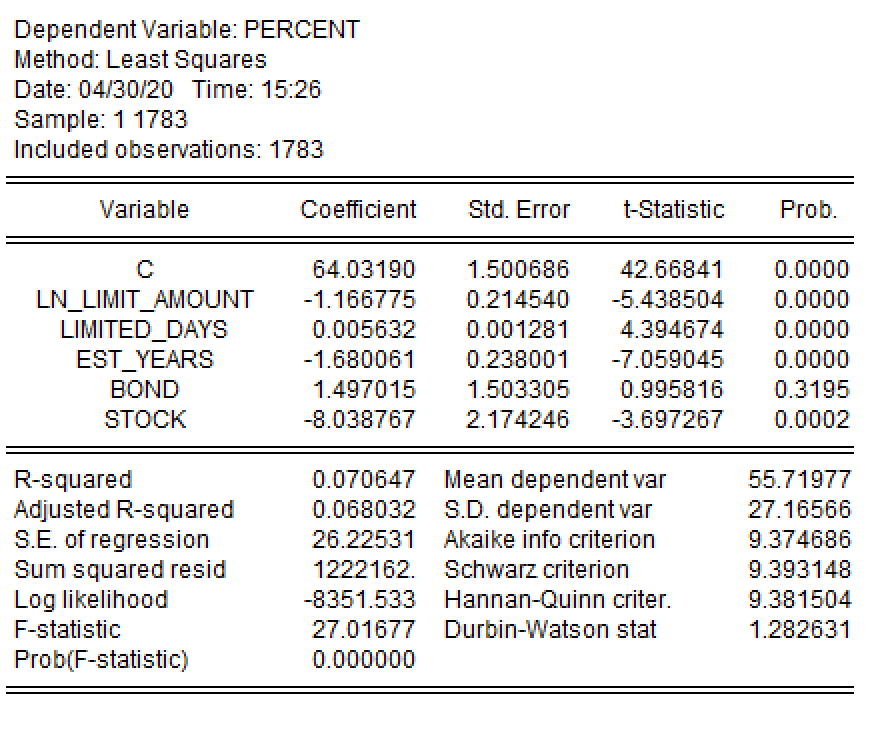 Dependent Variable: PERCENT
Method: Least Squares
Date: 04/30/20 Time: 15:26
Sample: 1 1783
Included observations: 1783
Variable Coefficient Std. Error t-Statistic Prob.
C 64.03190 1.500686 42.66841 0.0000
LN_LIMIT_AMOUNT -1.166775 0.214540 -5.438504 0.0000
LIMITED_DAYS 0.005632 0.001281 4.394674 0.0000
EST_YEARS -1.680061 0.238001 -7.059045 0.0000
BOND 1.497015 1.503305 0.995816 0.3195
STOCK -8.038767 2.174246 -3.697267 0.0002
R-squared 0.070647 Mean dependent var 55.71977
Adjusted R-squared 0.068032 S.D. dependent var 27.16566
S.E. of regression 26.22531 Akaike info criterion 9.374686
Sum squared resid 1222162. Schwarz criterion 9.393148
Log likelihood -8351.533 Hannan-Quinn criter. 9.381504
F-statistic 27.01677 Durbin-Watson stat 1.282631
Prob(F-statistic) 0.000000